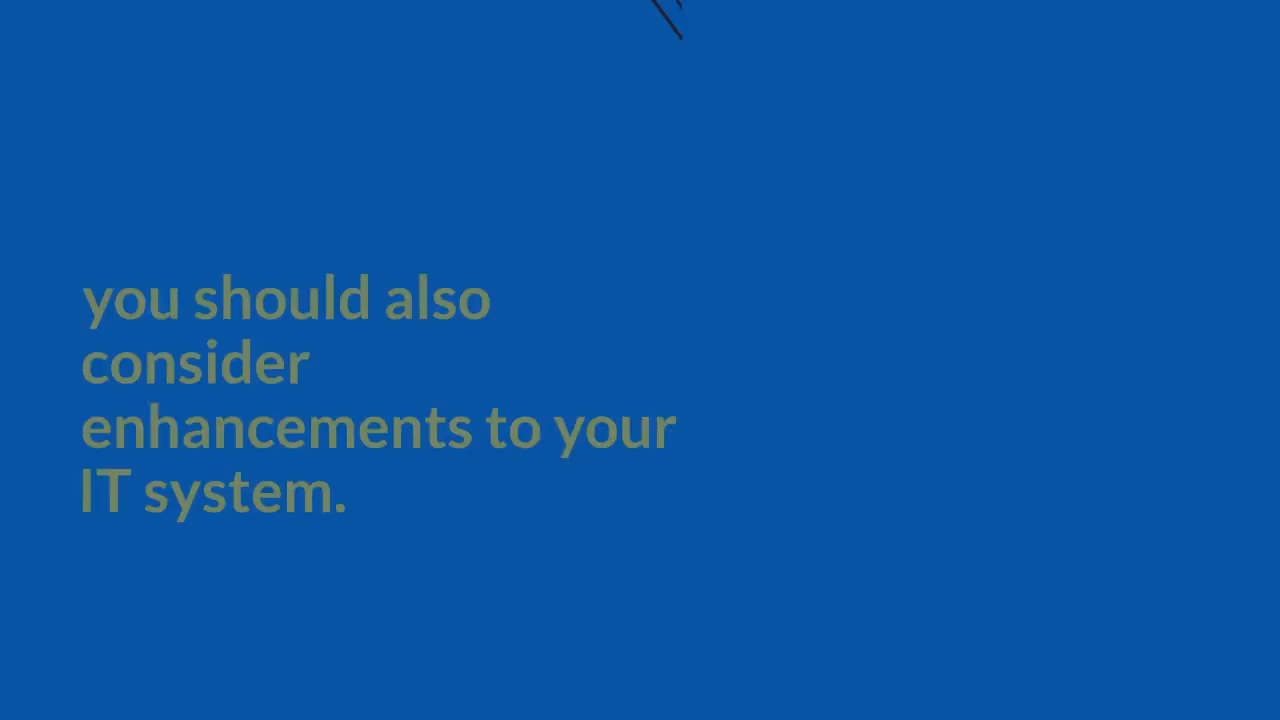 you should also
consider
enhancements to your
IT system.